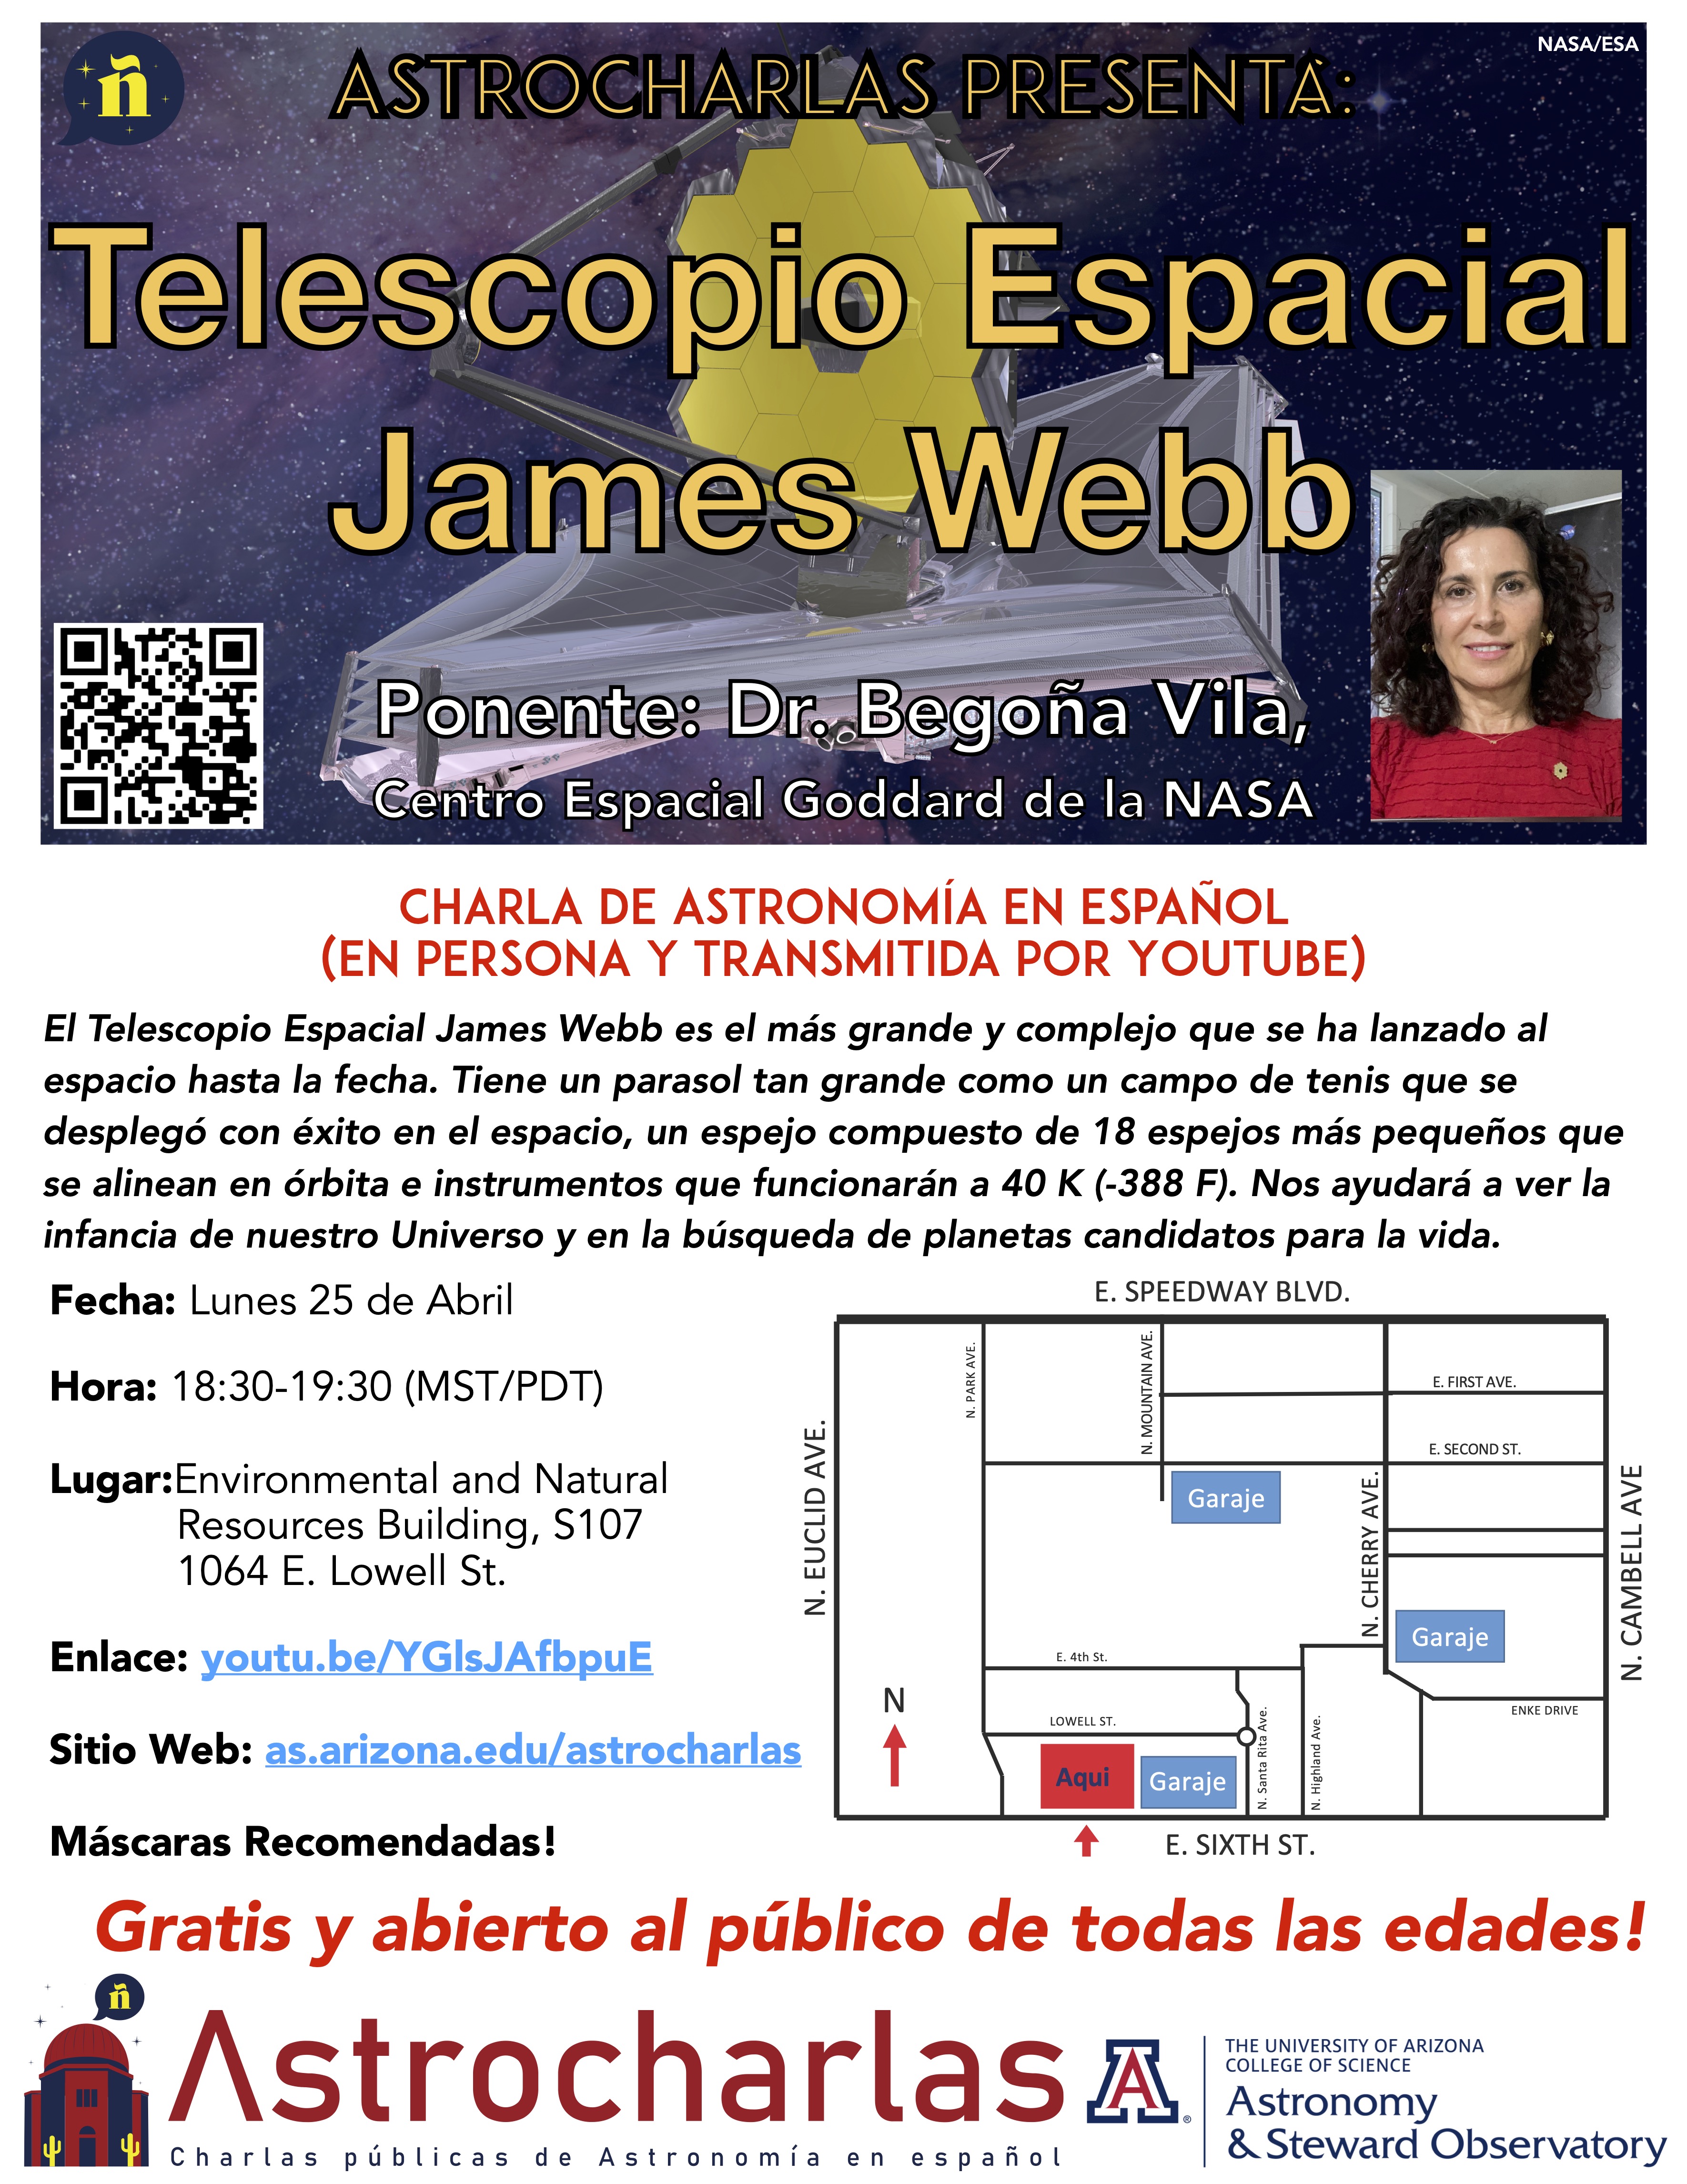 NASA/ESA
ñ
ASTROCHARLAS PRESENTA:
Telescopio Espacial
James Webb
Ponente: Dr. Begoña Vila,
Centro Espacial Goddard de la NASA
CHARLA DE ASTRONOMÍA EN ESPAÑOL
(EN PERSONA Y TRANSMITIDA POR YOUTUBE)
El Telescopio Espacial James Webb es el más grande y complejo que se ha lanzado al
espacio hasta la fecha. Tiene un parasol tan grande como un campo de tenis que se
desplegó con éxito en el espacio, un espejo compuesto de 18 espejos más pequeños que
se alinean en órbita e instrumentos que funcionarán a 40 K (-388 F). Nos ayudará a ver la
infancia de nuestro Universo y en la búsqueda de planetas candidatos para la vida.
Fecha: Lunes 25 de Abril
Hora: 18:30-19:30 (MST/PDT)
Lugar:Environmental and Natural
Resources Building, S107
1064 E. Lowell St.
Enlace: youtu.be/YGlsJAfbpuE
Sitio Web: as.arizona.edu/astrocharlas
Máscaras Recomendadas!
E. SPEEDWAY BLVD.
N. EUCLID AVE.
N. PARK AVE.
N. MOUNTAIN AVE.
E. FIRST AVE.
E. SECOND ST.
Garaje
N. CHERRY AVE.
N. CAMBELL AVE
Garaje
E. 4th St.
ENKE DRIVE
N
LOWELL ST.
N. Santa Rita Ave.
N. Highland Ave.
Aqui
Garaje
E. SIXTH ST.
Gratis y abierto al público de todas las edades!
ñ
Astrocharlas
Charlas públicas de Astronomía en español
A
®
THE UNIVERSITY OF ARIZONA
COLLEGE OF SCIENCE
Astronomy
& Steward Observatory